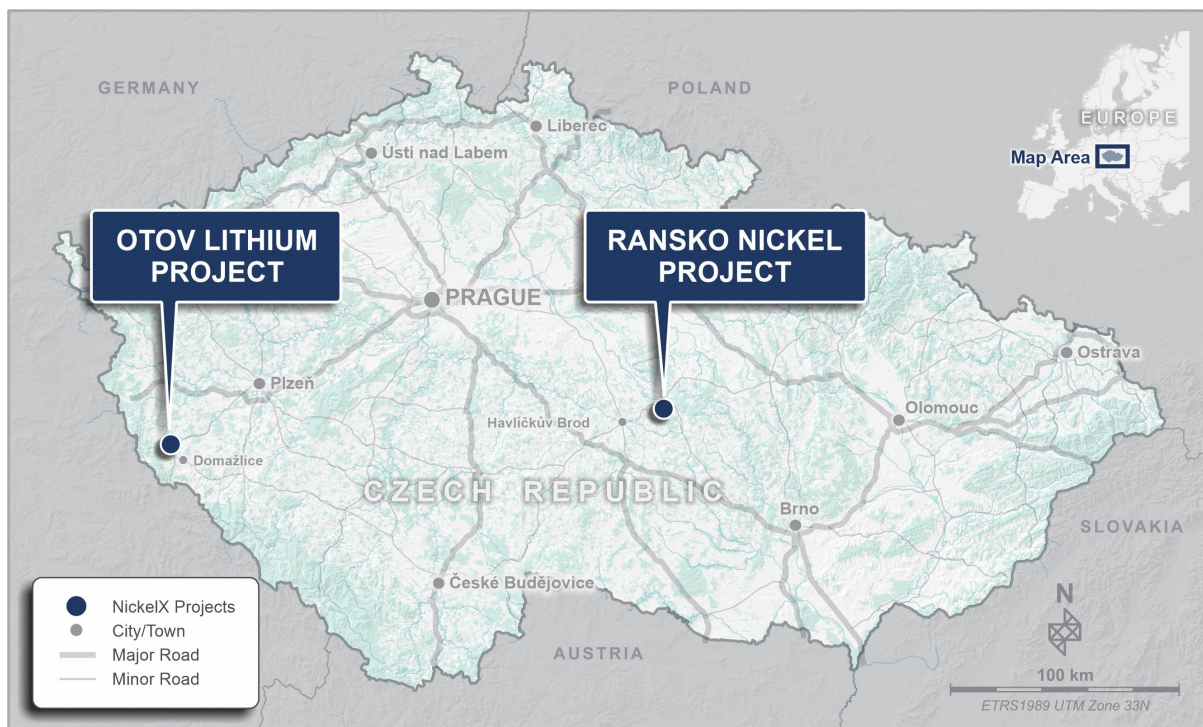 GERMANY
POLAND
EUROPE
Map Area
Liberec
Ústí nad Labem
OTOV LITHIUM
PROJECT
RANSKO NICKEL
PROJECT
PRAGUE
Plzeň
Ostrava
Havlíčkův Brod
Olomouc
Domažlice
CZECH REPUBLIC
Brno
SLOVAKIA
České Budějovice
AUSTRIA
NickelX Projects
City/Town
Major Road
Minor Road
N
100 km
ETRS1989 UTM Zone 33N